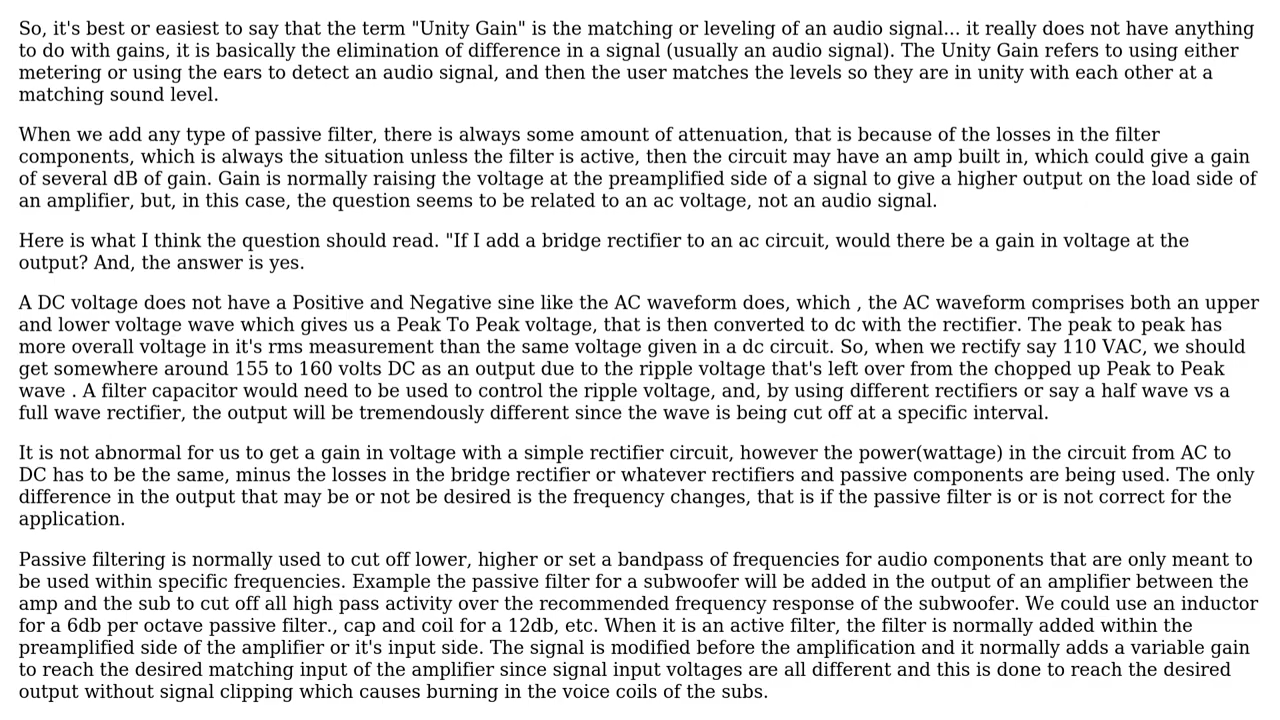 So, it's best or easiest to say that the term "Unity Gain" is the matching or leveling of an audio signal... it really does not have anything
to do with gains, it is basically the elimination of difference in a signal (usually an audio signal). The Unity Gain refers to using either
metering or using the ears to detect an audio signal, and then the user matches the levels so they are in unity with each other at a
matching sound level.
When we add any type of passive filter, there is always some amount of attenuation, that is because of the losses in the filter
components, which is always the situation unless the filter is active, then the circuit may have an amp built in, which could give a gain
of several dB of gain. Gain is normally raising the voltage at the preamplified side of a signal to give a higher output on the load side of
an amplifier, but, in this case, the question seems to be related to an ac voltage, not an audio signal.
Here is what I think the question should read. "If I add a bridge rectifier to an ac circuit, would there be a gain in voltage at the
output? And, the answer is yes.
A DC voltage does not have a Positive and Negative sine like the AC waveform does, which , the AC waveform comprises both an upper
and lower voltage wave which gives us a Peak To Peak voltage, that is then converted to dc with the rectifier. The peak to peak has
more overall voltage in it's rms measurement than the same voltage given in a dc circuit. So, when we rectify say 110 VAC, we should
get somewhere around 155 to 160 volts DC as an output due to the ripple voltage that's left over from the chopped up Peak to Peak
wave . A filter capacitor would need to be used to control the ripple voltage, and, by using different rectifiers or say a half wave vs a
full wave rectifier, the output will be tremendously different since the wave is being cut off at a specific interval.
It is not abnormal for us to get a gain in voltage with a simple rectifier circuit, however the power(wattage) in the circuit from AC to
DC has to be the same, minus the losses in the bridge rectifier or whatever rectifiers and passive components are being used. The only
difference in the output that may be or not be desired is the frequency changes, that is if the passive filter is or is not correct for the
application.
Passive filtering is normally used to cut off lower, higher or set a bandpass of frequencies for audio components that are only meant to
be used within specific frequencies. Example the passive filter for a subwoofer will be added in the output of an amplifier between the
amp and the sub to cut off all high pass activity over the recommended frequency response of the subwoofer. We could use an inductor
for a 6db per octave passive filter., cap and coil for a 12db, etc. When it is an active filter, the filter is normally added within the
preamplified side of the amplifier or it's input side. The signal is modified before the amplification and it normally adds a variable gain
to reach the desired matching input of the amplifier since signal input voltages are all different and this is done to reach the desired
output without signal clipping which causes burning in the voice coils of the subs.